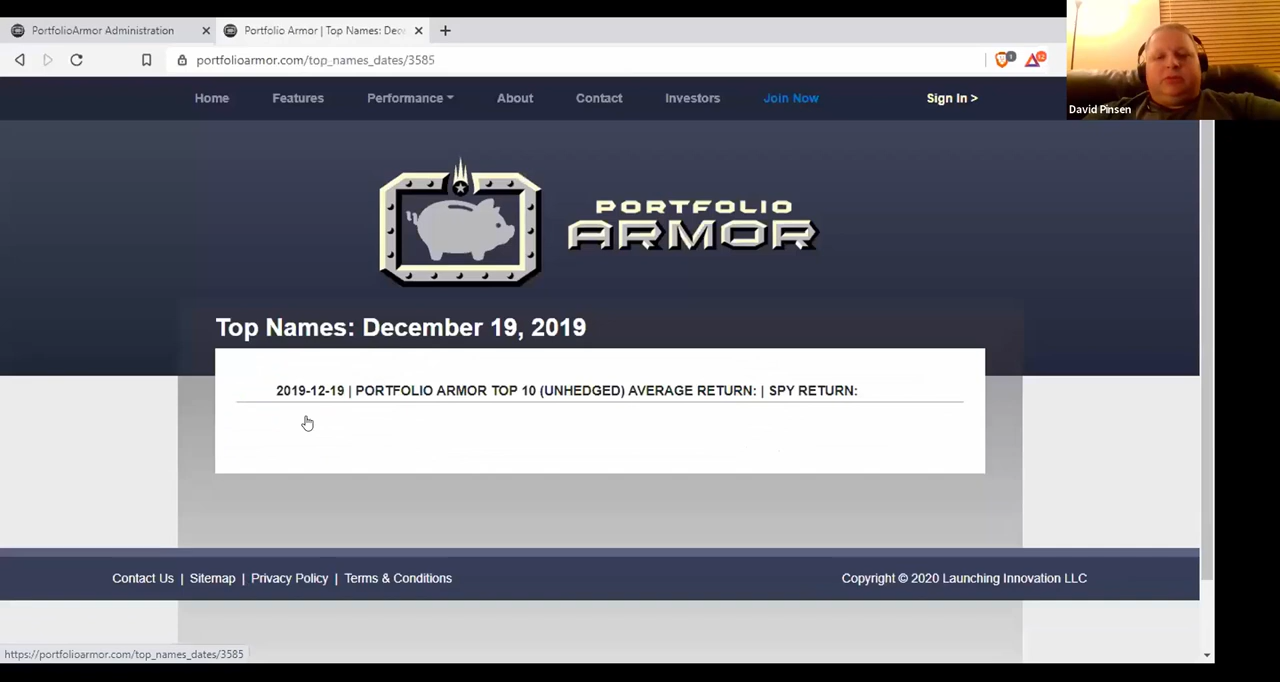 PortfolioArmor Administration
Portfolio Armor | Top Names: Dec
portfolioarmor.com/top_names_dates/3585
David Pinsen
Home Features Performance About Contact Investors Join Now Sign In >
PORTFOLIO
ARMOR
Top Names: December 19, 2019
2019-12-19 | PORTFOLIO ARMOR TOP 10 (UNHEDGED) AVERAGE RETURN: | SPY RETURN:
Contact Us | Sitemap | Privacy Policy | Terms & Conditions
Copyright © 2020 Launching Innovation LLC
https://portfolioarmor.com/top_names_dates/3585